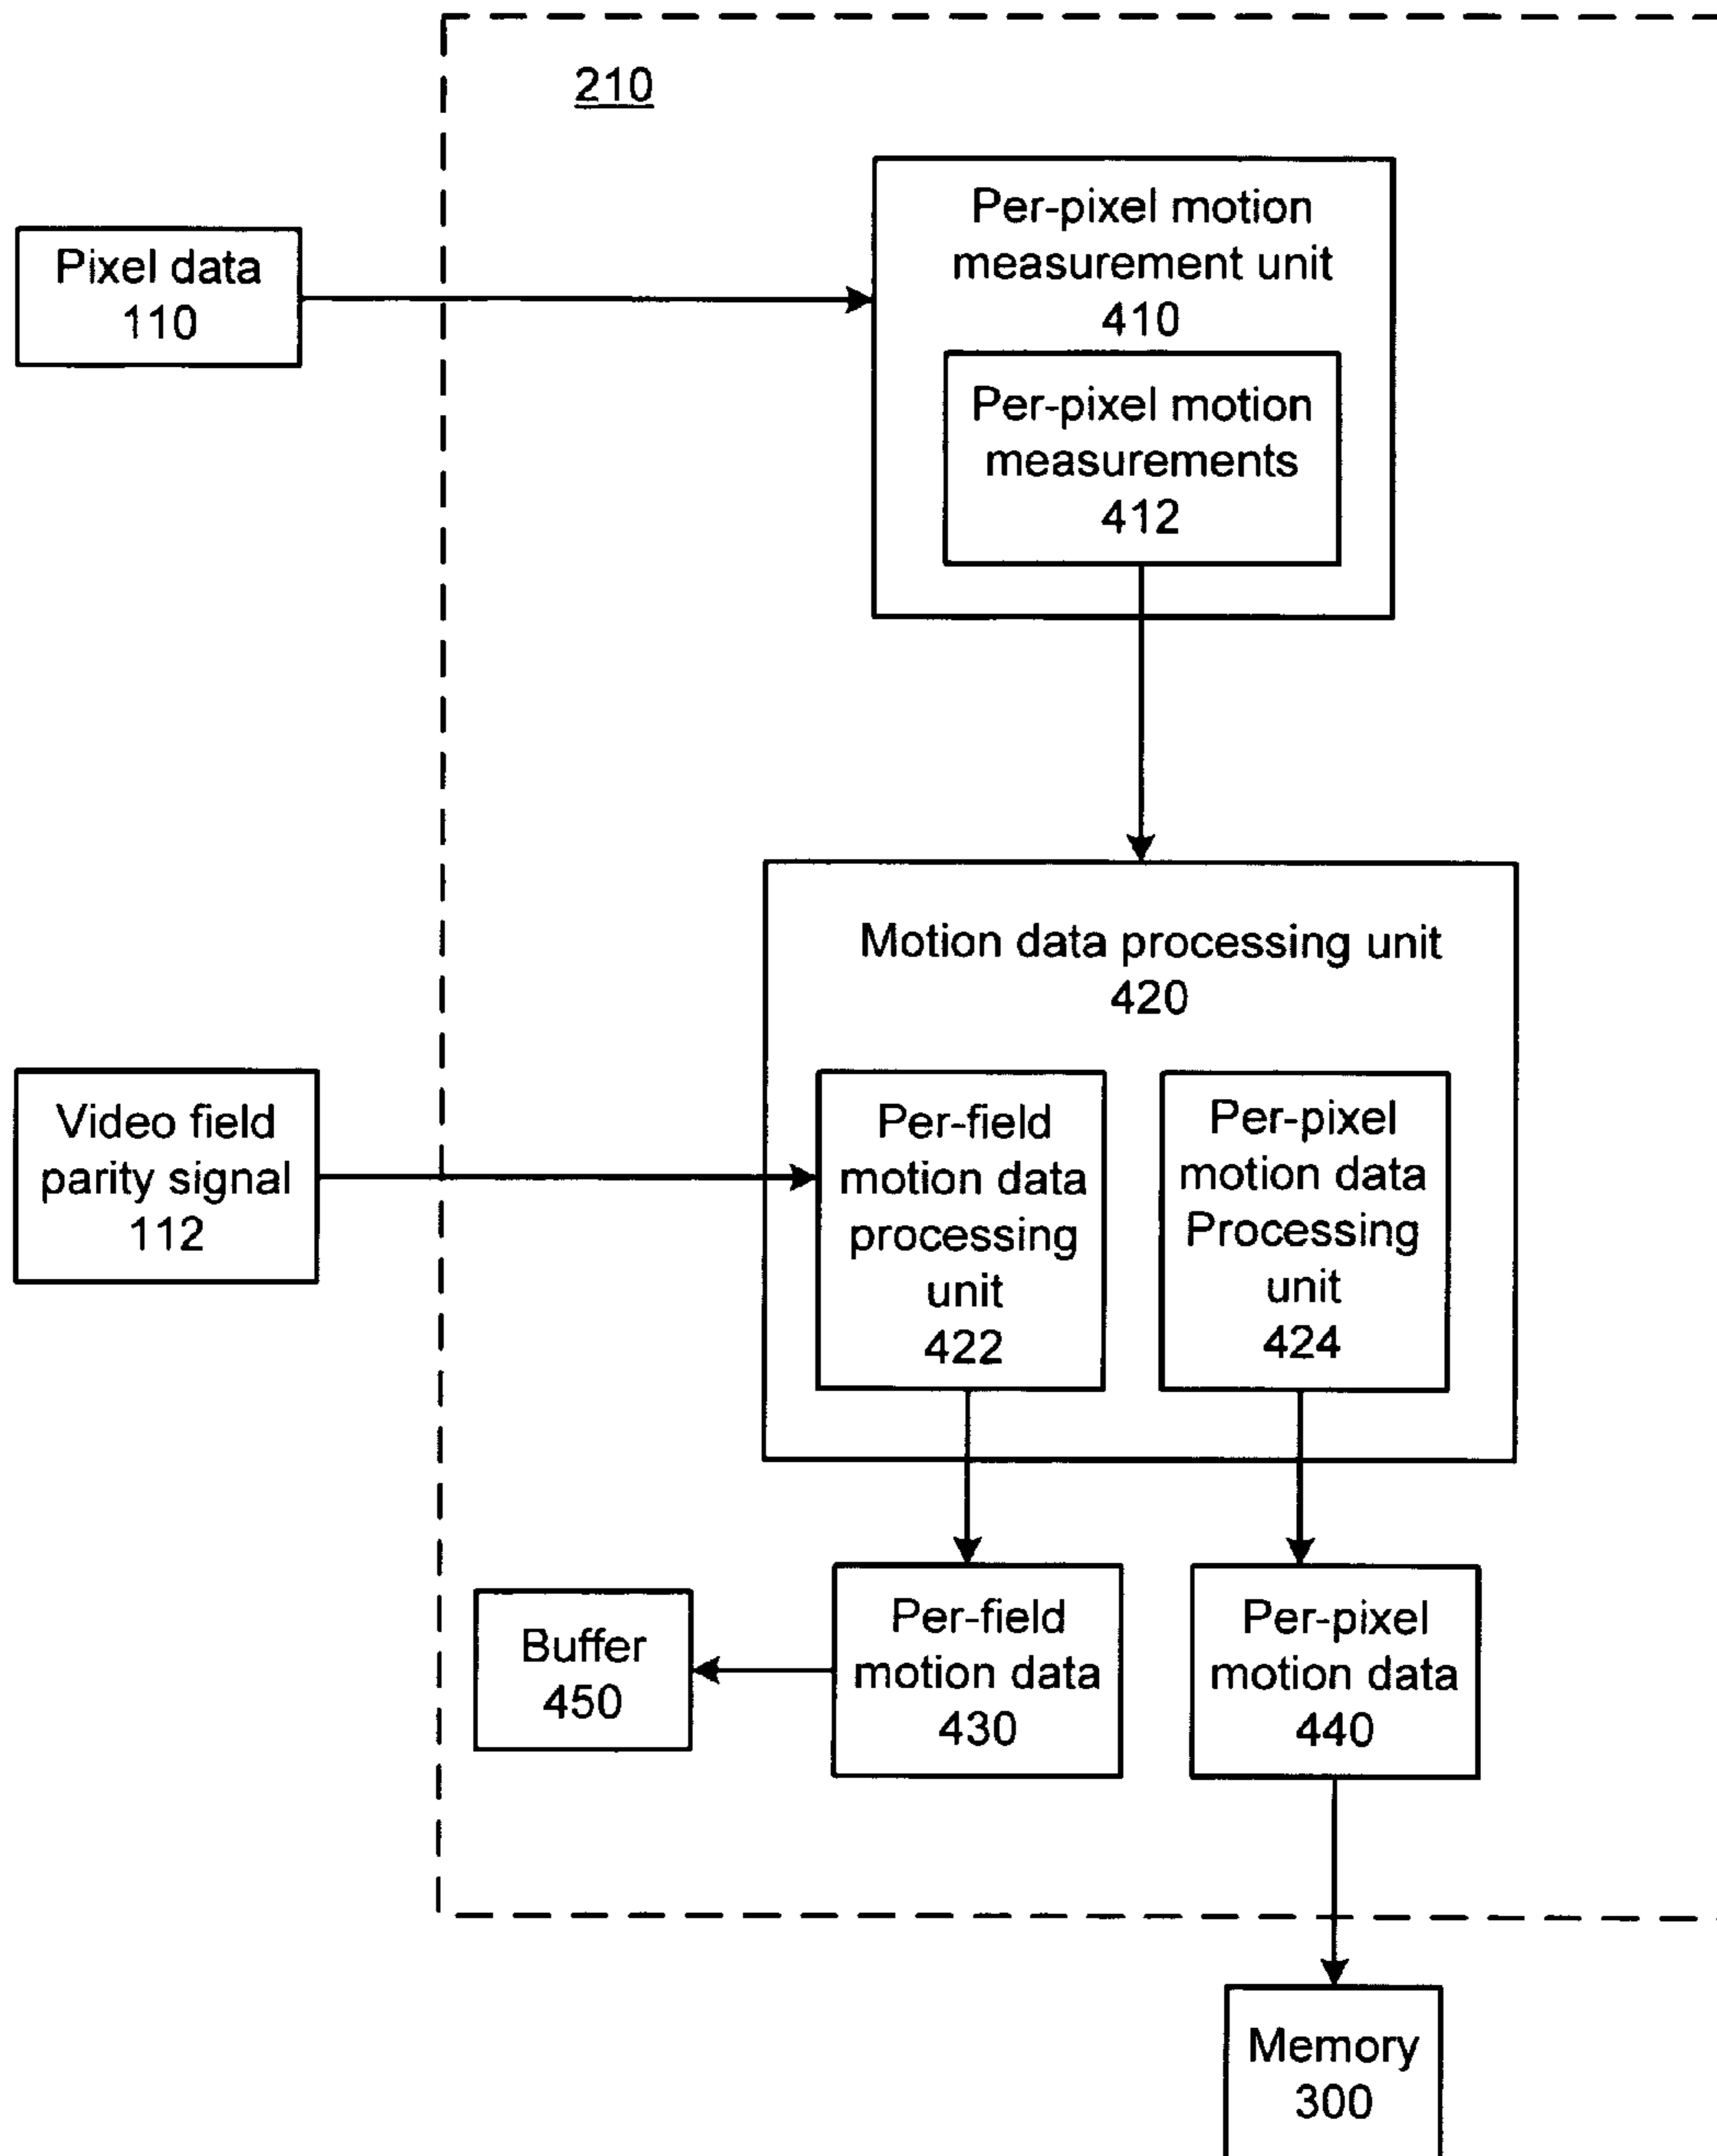 210
Per-pixel motion
measurement unit
410
Pixel data
110
Per-pixel motion
measurements
412
Motion data processing unit
420
Video field
parity signal
112
Per-field
motion data
processing
unit
422
Per-pixel
motion data
Processing
unit
424
Buffer
450
Per-field
motion data
430
Per-pixel
motion data
440
Memory
300